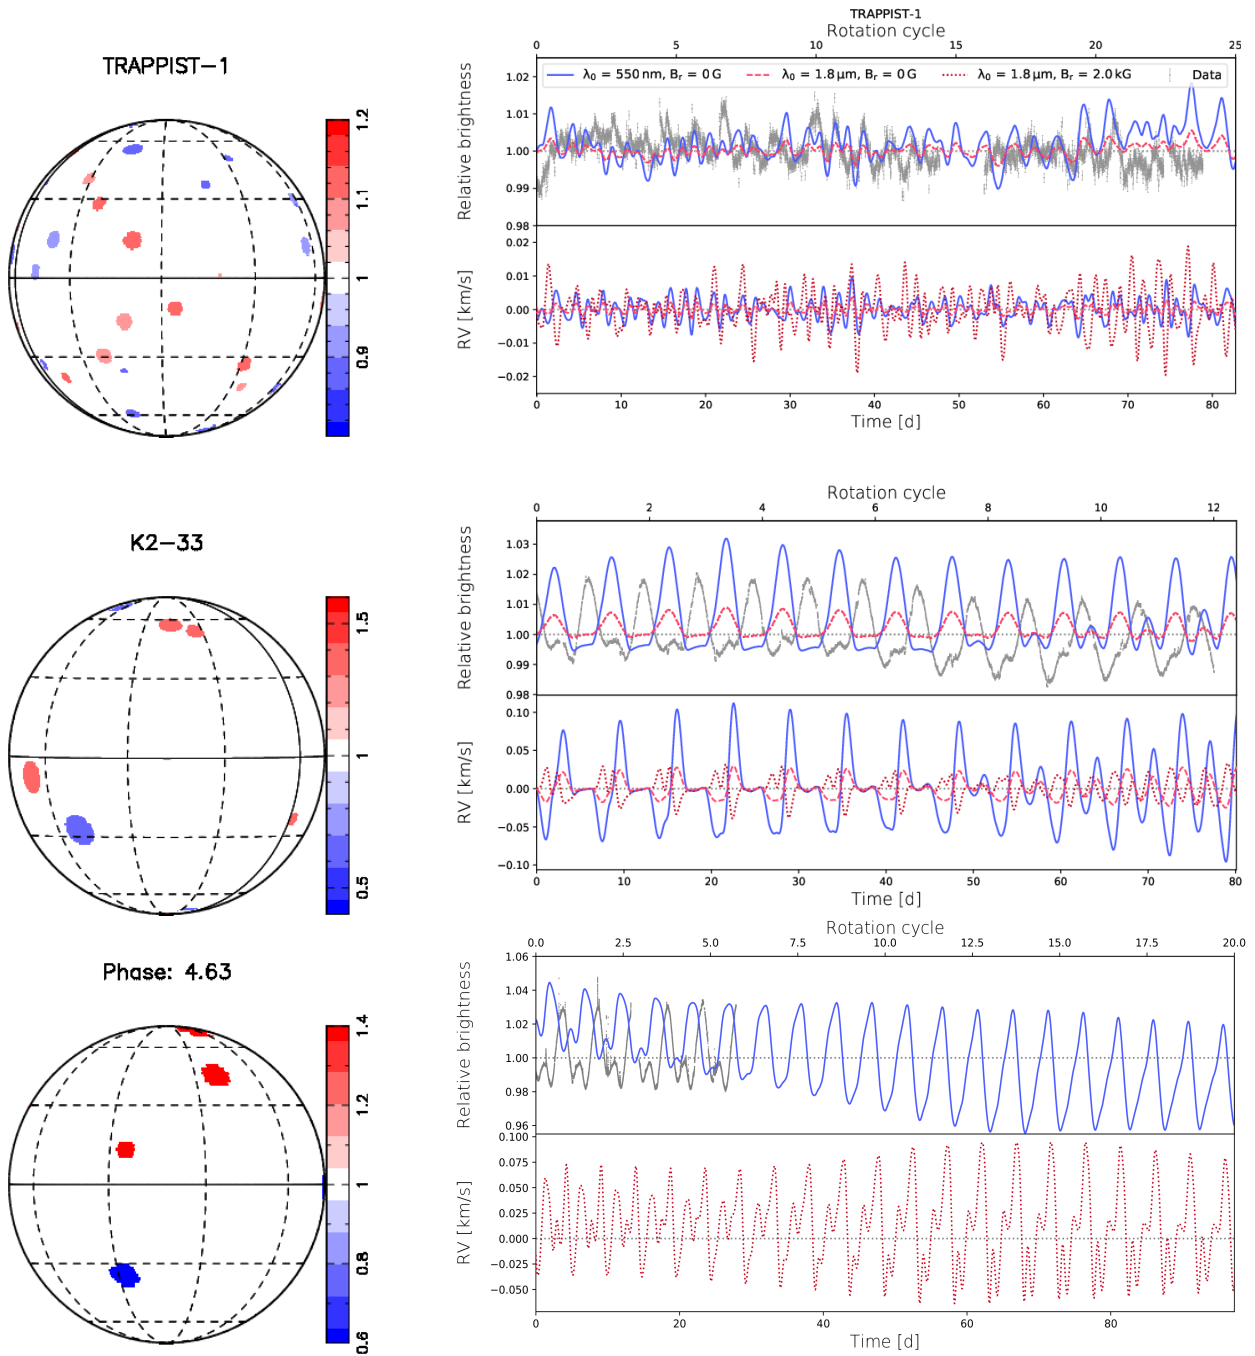 TRAPPIST−1
1.2
1.1
1
0.9
TRAPPIST-1
Rotation cycle
0 5 10 15 20 25
λ₀ = 550 nm, Bᵣ = 0 G λ₀ = 1.8 μm, Bᵣ = 0 G λ₀ = 1.8 μm, Bᵣ = 2.0 kG Data
Relative brightness
1.02
1.01
1.00
0.99
0.98
RV [km/s]
0.02
0.01
0.00
−0.01
−0.02
0 10 20 30 40 50 60 70 80
Time [d]
K2−33
1.5
1
0.5
Rotation cycle
0 2 4 6 8 10 12
Relative brightness
1.03
1.02
1.01
1.00
0.99
0.98
RV [km/s]
0.10
0.05
0.00
−0.05
−0.10
0 10 20 30 40 50 60 70 80
Time [d]
Phase: 4.63
1.4
1.2
1
0.8
0.6
Rotation cycle
0.0 2.5 5.0 7.5 10.0 12.5 15.0 17.5 20.0
Relative brightness
1.06
1.04
1.02
1.00
0.98
0.96
RV [km/s]
0.100
0.075
0.050
0.025
0.000
−0.025
−0.050
0 20 40 60 80
Time [d]